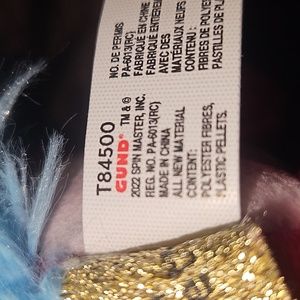 T84500
GUND® TM & ©
2022 SPIN MASTER, INC.
REG. NO. PA-6013(RC)
MADE IN CHINA
ALL NEW MATERIAL
CONTENT:
POLYESTER FIBRES,
PLASTIC PELLETS.
NO. DE PERMIS
PA-6013(RC)
FABRIQUÉ EN CHINE
FABRIQUÉ ENTIÈREMENT
AVEC DES
MATÉRIAUX NEUFS
CONTENU :
FIBRES DE
PASTILLES DE